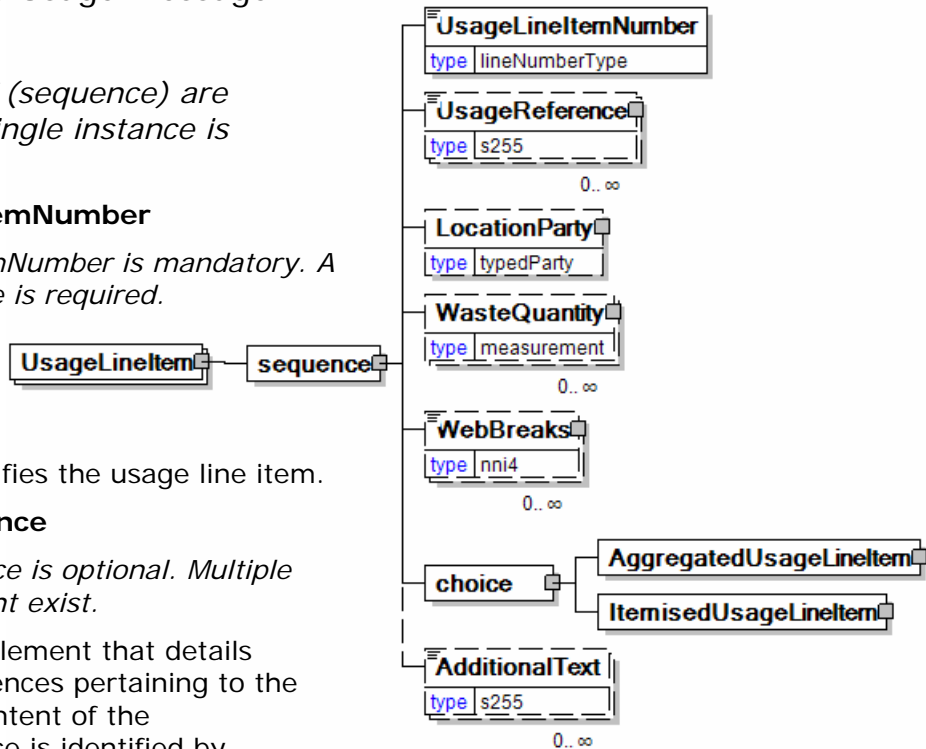 Usage Message
(sequence) are
ingle instance is
emNumber
mNumber is mandatory. A
e is required.
fies the usage line item.
nce
ce is optional. Multiple
nt exist.
lement that details
ences pertaining to the
ntent of the
ce is identified by
UsageLineItem
sequence
UsageLineItemNumber
type lineNumberType
UsageReference
type s255
0.. ∞
LocationParty
type typedParty
WasteQuantity
type measurement
0.. ∞
WebBreaks
type nni4
0.. ∞
choice
AggregatedUsageLineItem
ItemisedUsageLineItem
AdditionalText
type s255
0.. ∞